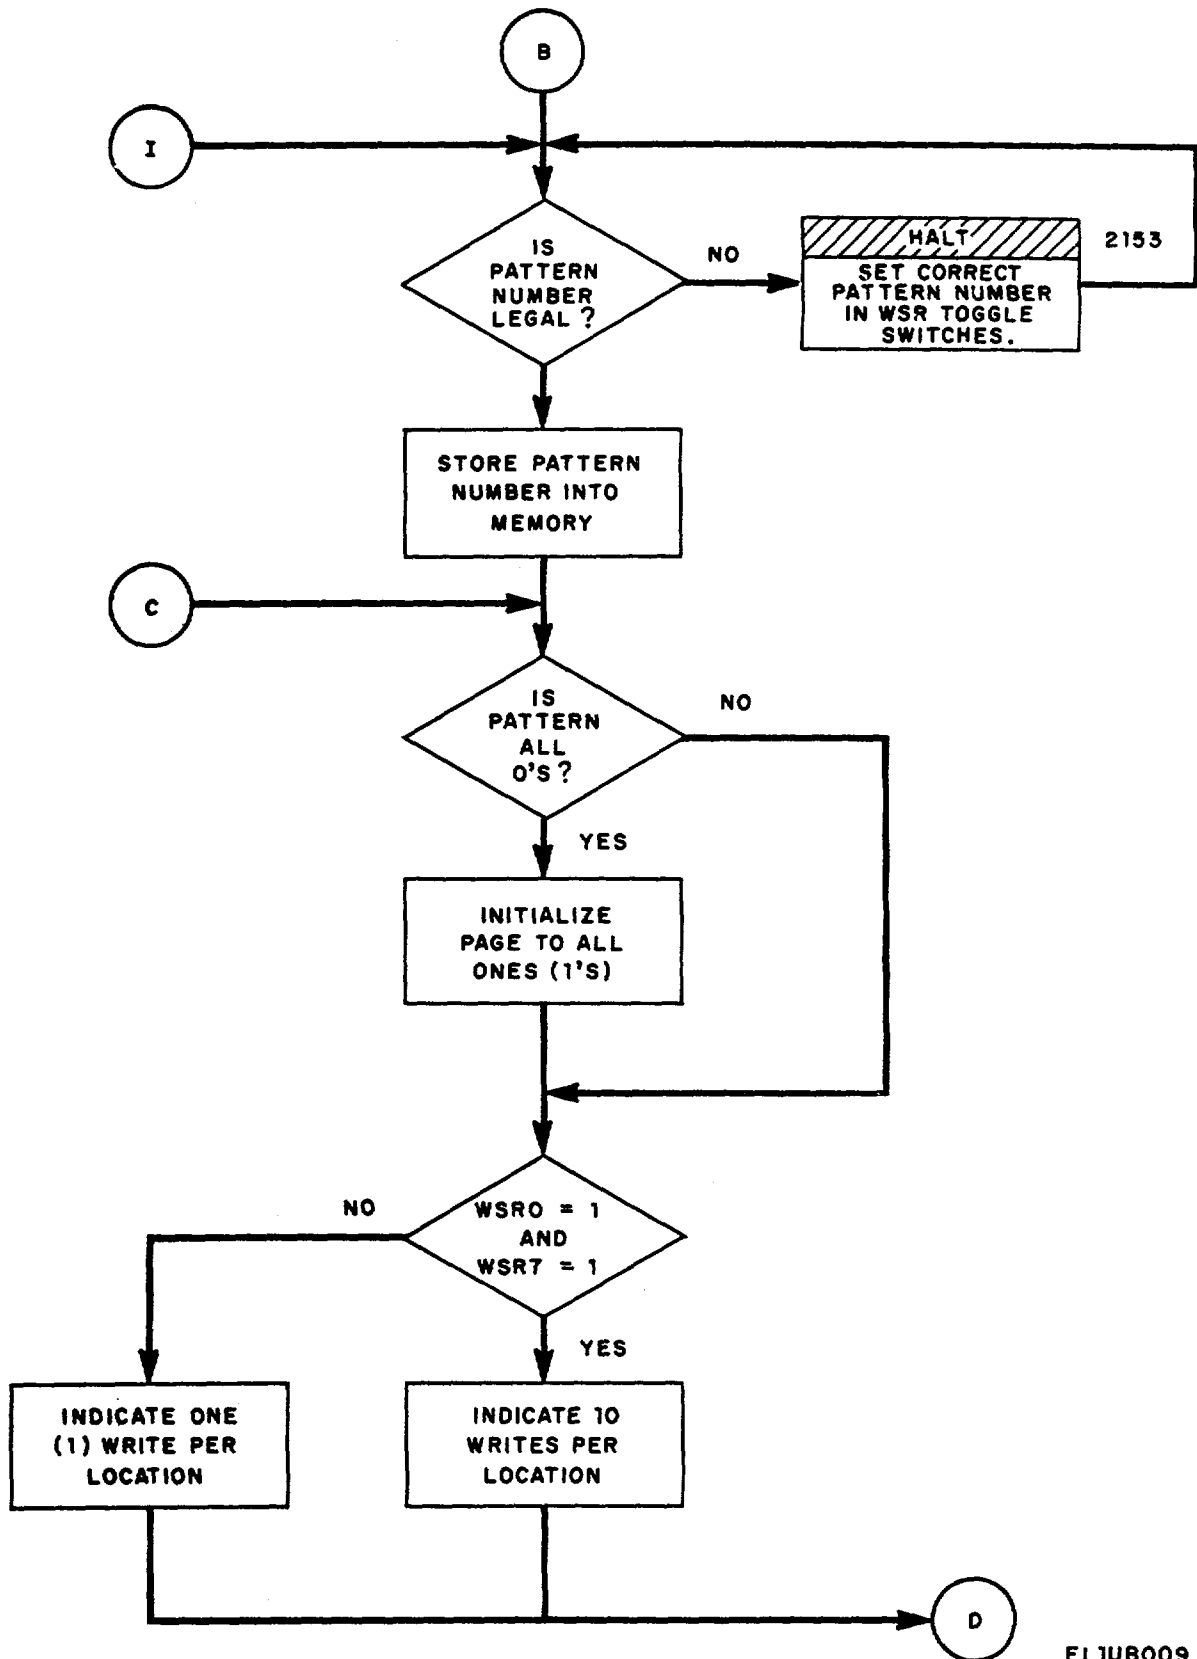 B
I
IS
PATTERN
NUMBER
LEGAL ?
NO
HALT
2153
SET CORRECT
PATTERN NUMBER
IN WSR TOGGLE
SWITCHES.
STORE PATTERN
NUMBER INTO
MEMORY
C
IS
PATTERN
ALL
0'S ?
NO
YES
INITIALIZE
PAGE TO ALL
ONES (1'S)
NO
WSR0 = 1
AND
WSR7 = 1
YES
INDICATE ONE
(1) WRITE PER
LOCATION
INDICATE 10
WRITES PER
LOCATION
D